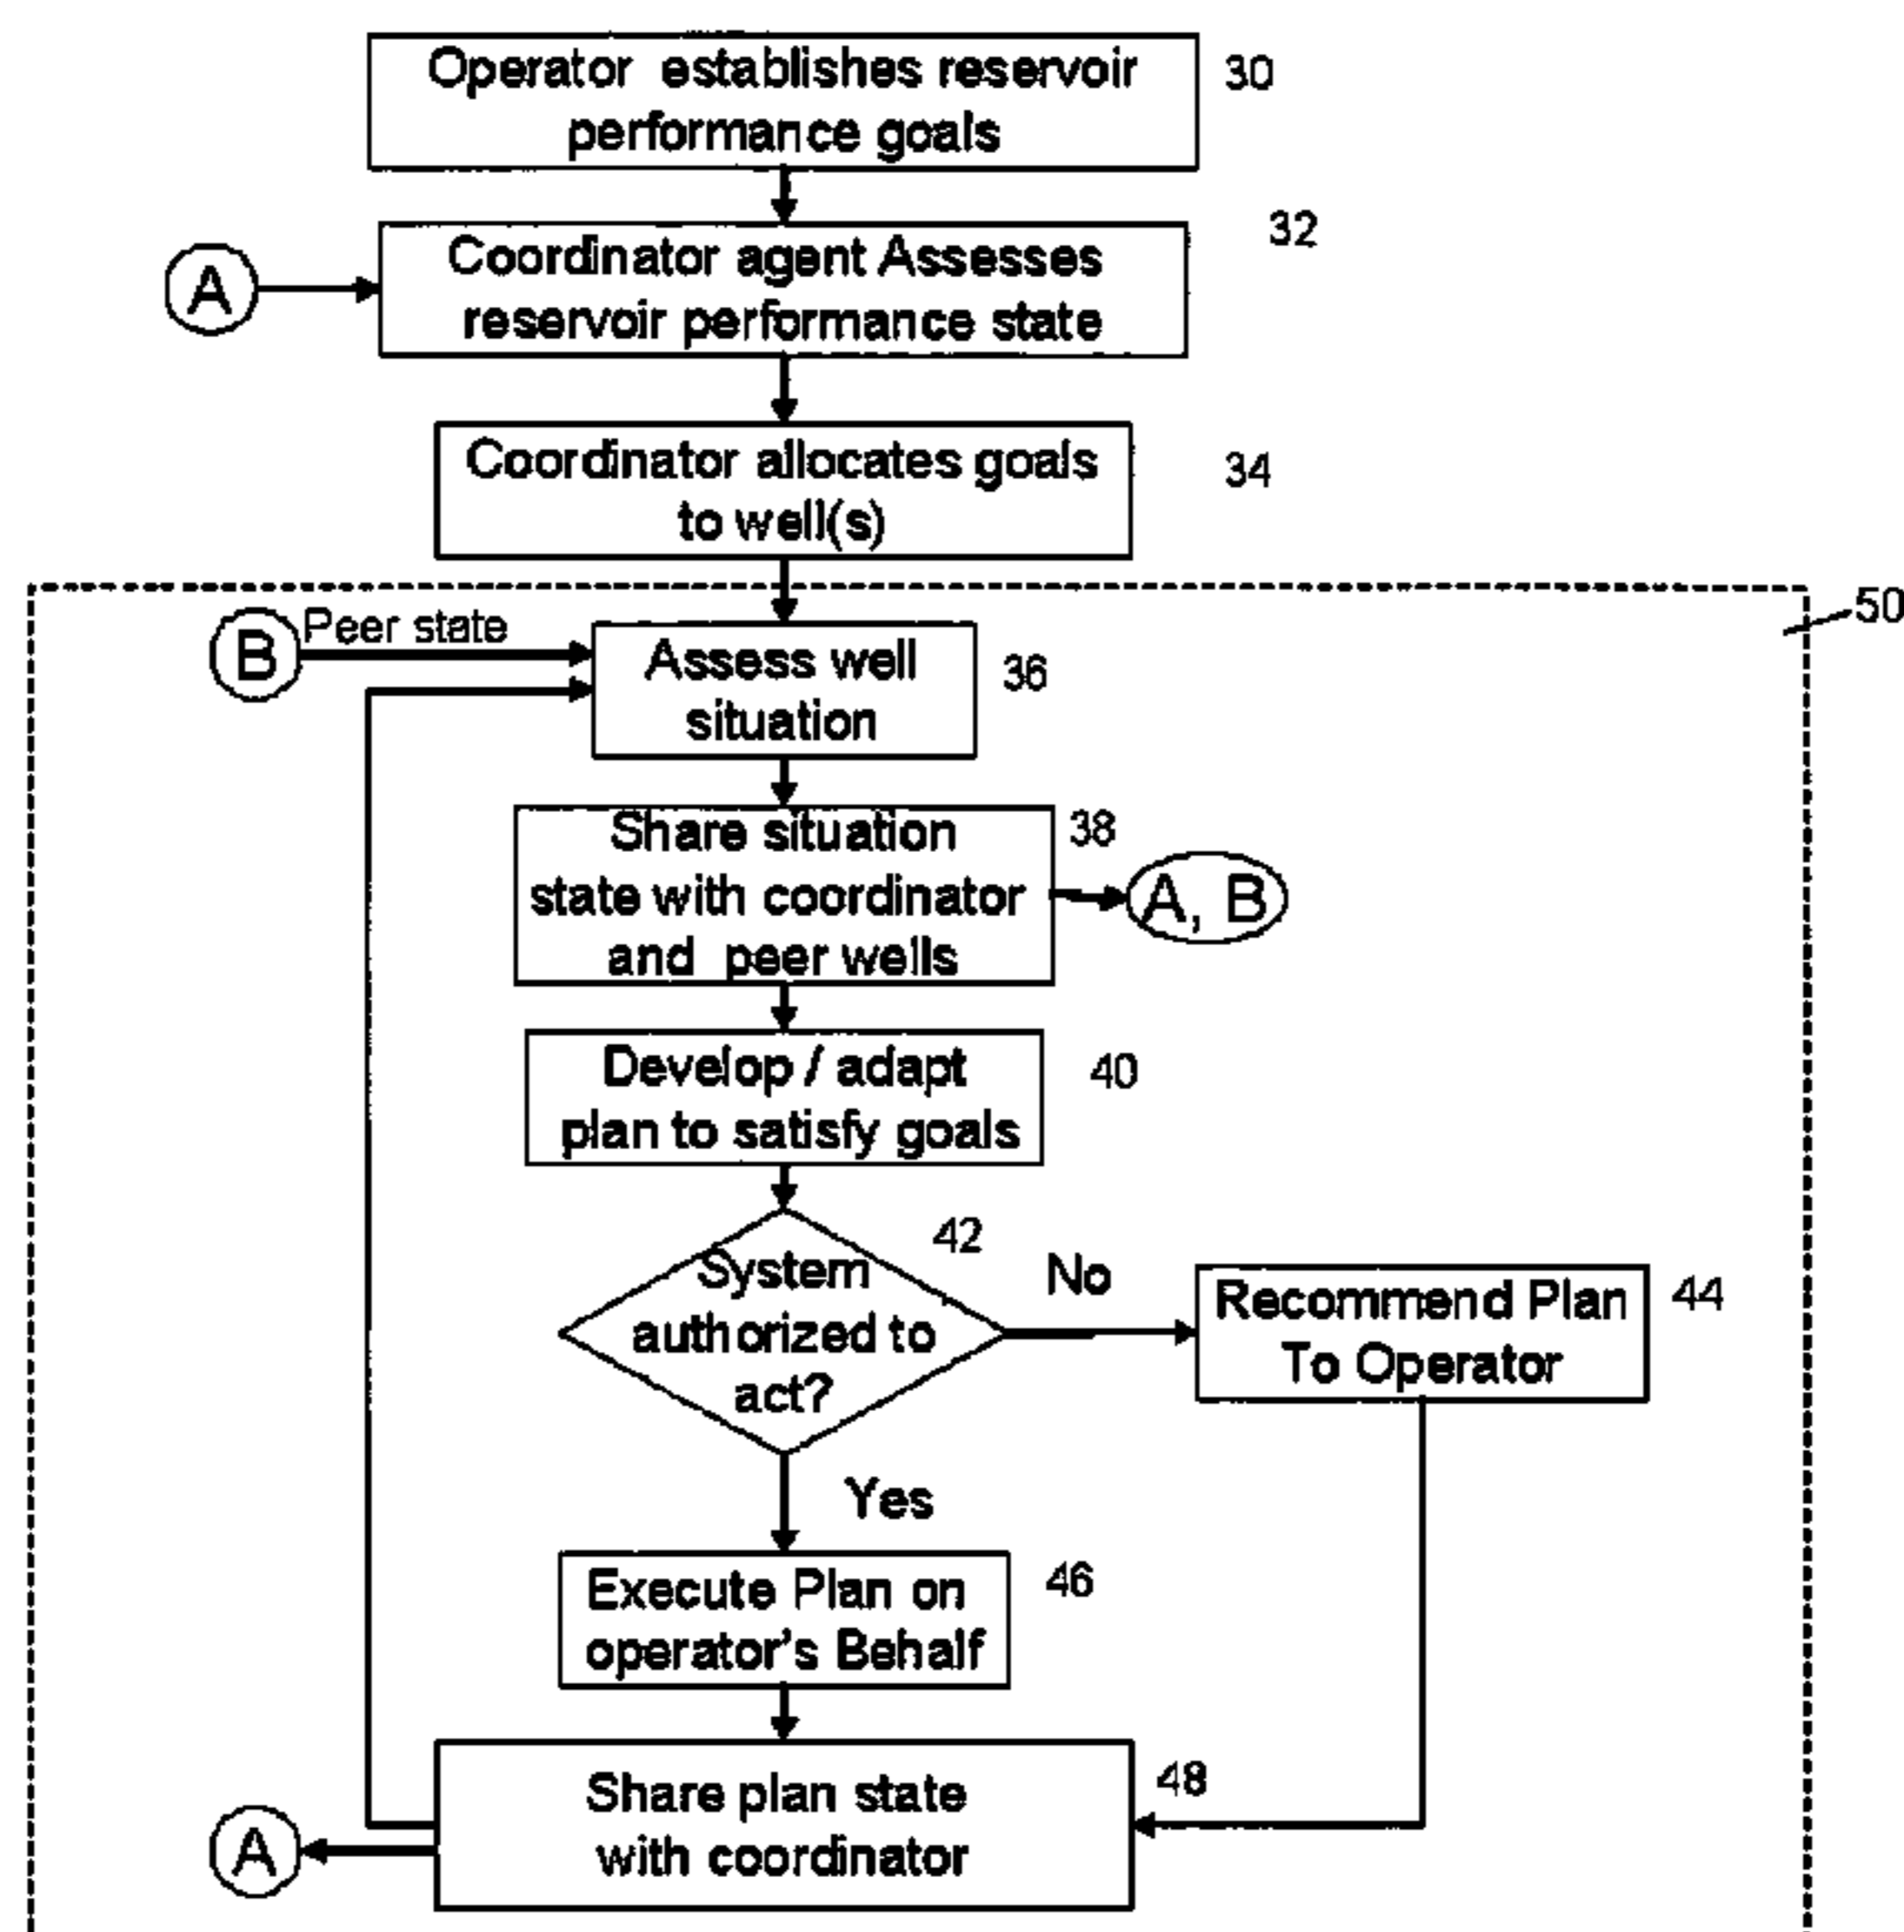 Operator establishes reservoir
performance goals
30
32
Coordinator agent Assesses
reservoir performance state
A
Coordinator allocates goals
to well(s)
34
50
B
Peer state
Assess well
situation
36
Share situation
state with coordinator
and peer wells
38
A, B
Develop / adapt
plan to satisfy goals
40
System
authorized to
act?
42
No
Recommend Plan
To Operator
44
Yes
Execute Plan on
operator's Behalf
46
Share plan state
with coordinator
48
A